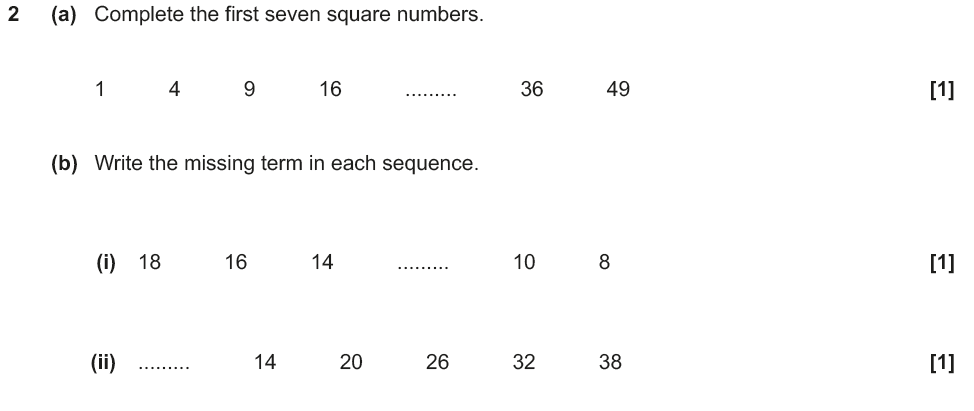 2 (a) Complete the first seven square numbers.
1 4 9 16 ......... 36 49 [1]
(b) Write the missing term in each sequence.
(i) 18 16 14 ......... 10 8 [1]
(ii) ......... 14 20 26 32 38 [1]